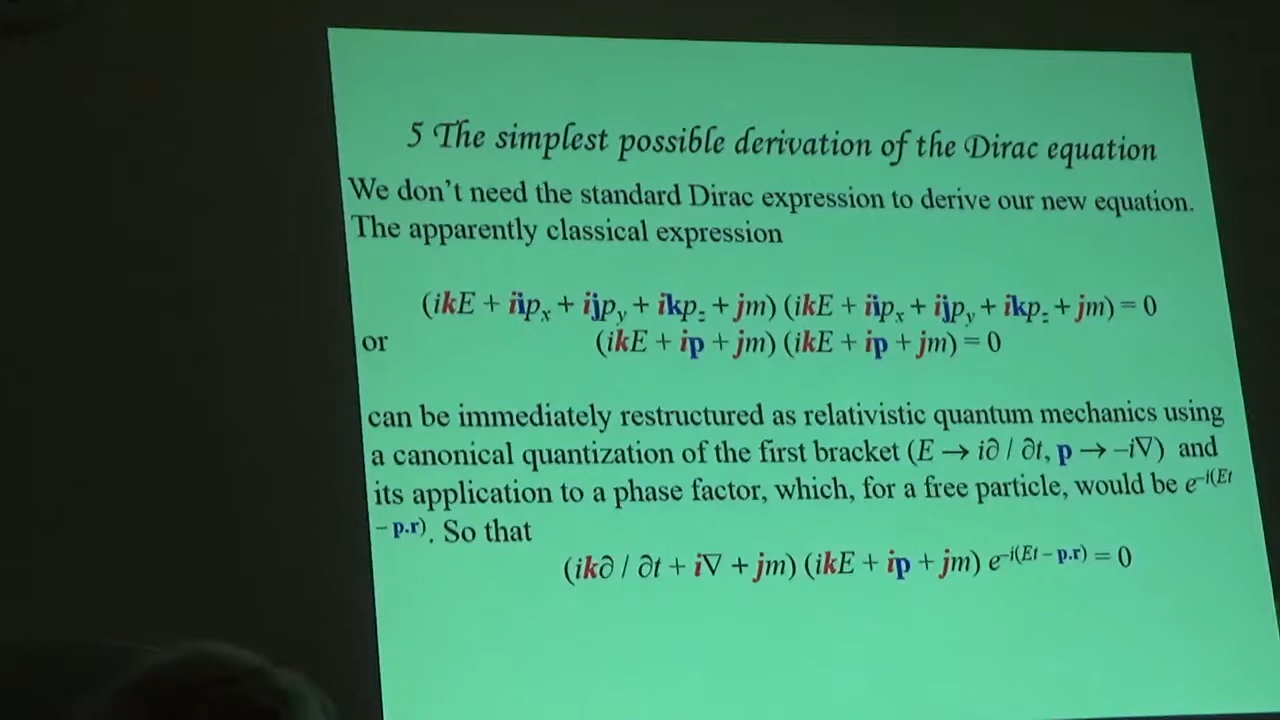 5 The simplest possible derivation of the Dirac equation
We don't need the standard Dirac expression to derive our new equation.
The apparently classical expression
(ikE + iipₓ + ijpᵧ + ikp_z + jm) (ikE + iipₓ + ijpᵧ + ikp_z + jm) = 0
or (ikE + ip + jm) (ikE + ip + jm) = 0
can be immediately restructured as relativistic quantum mechanics using
a canonical quantization of the first bracket (E → i∂ / ∂t, p → –i∇) and
its application to a phase factor, which, for a free particle, would be e^–i(Et
– p.r). So that
(ik∂ / ∂t + i∇ + jm) (ikE + ip + jm) e^–i(Et – p.r) = 0